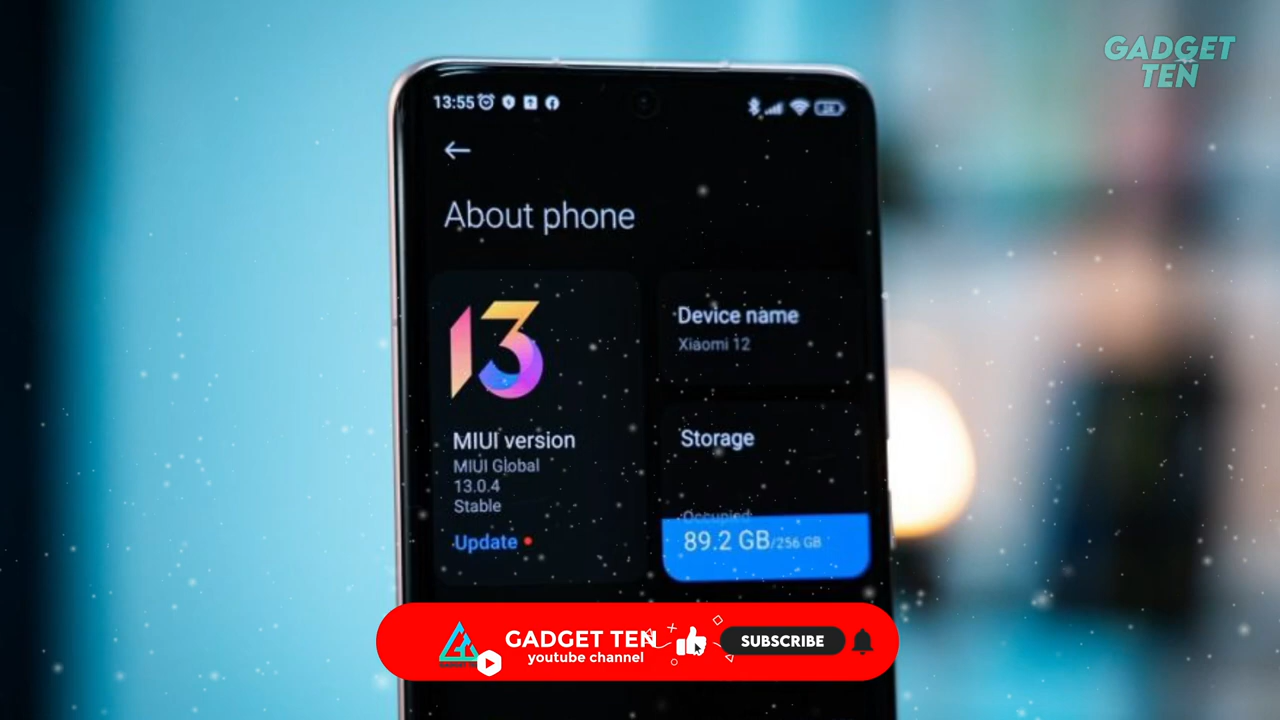 GADGET
TEN
13:55
About phone
13
MIUI version
MIUI Global
13.0.4
Stable
Update
Device name
Xiaomi 12
Storage
Occupied
89.2 GB/256 GB
GADGET TEN
youtube channel
SUBSCRIBE